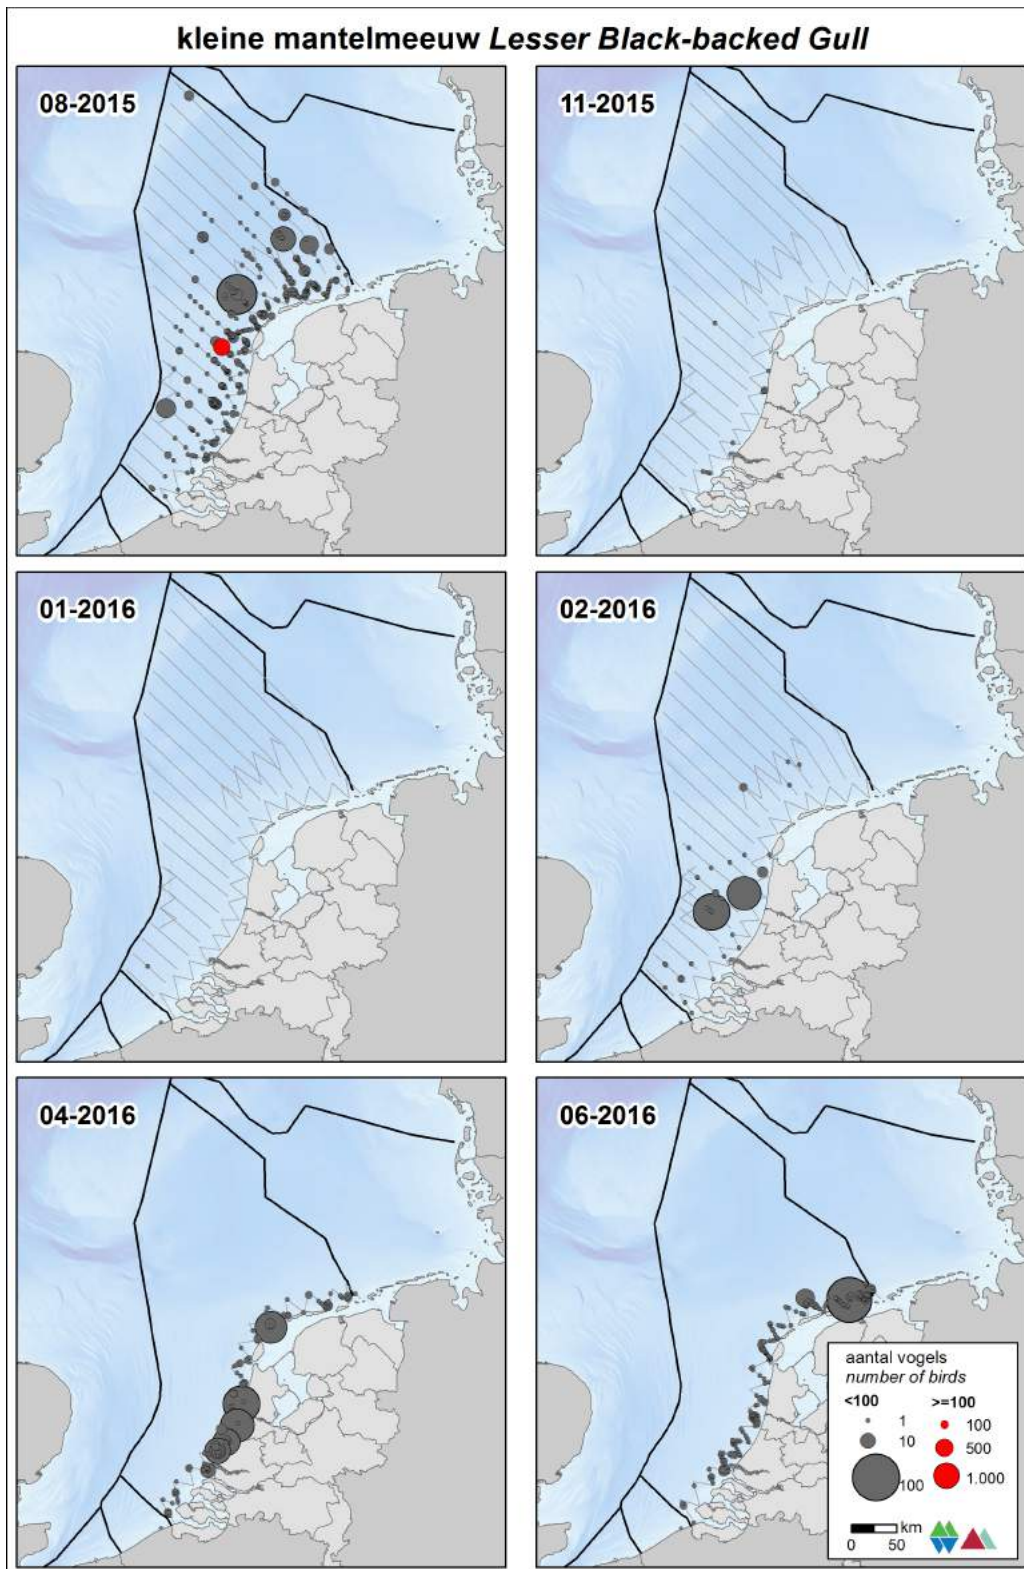 kleine mantelmeeuw Lesser Black-backed Gull
08-2015
11-2015
01-2016
02-2016
04-2016
06-2016
aantal vogels
number of birds
<100 >=100
1 100
10 500
100 1.000
km
0 50